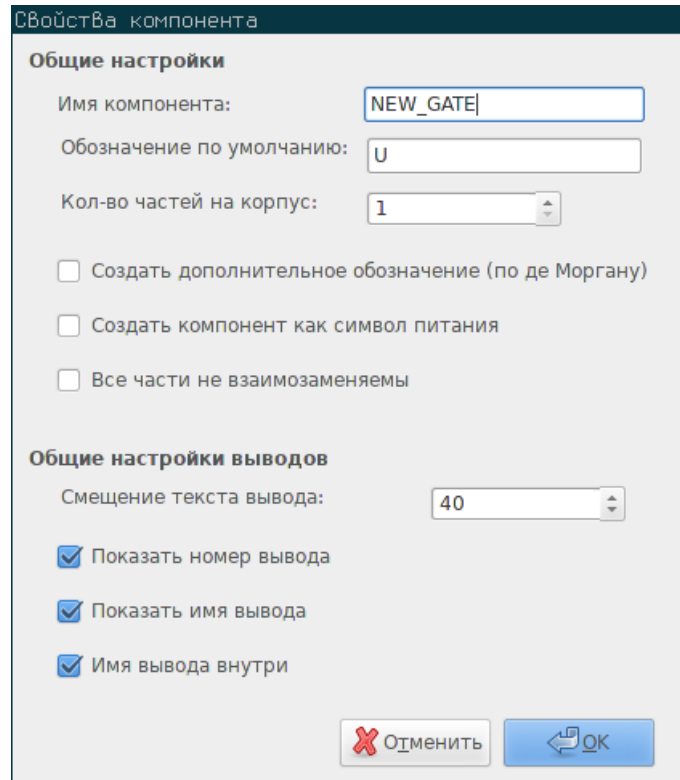 Свойства компонента
Общие настройки
Имя компонента: NEW_GATE
Обозначение по умолчанию: U
Кол-во частей на корпус: 1
Создать дополнительное обозначение (по де Моргану)
Создать компонент как символ питания
Все части не взаимозаменяемы
Общие настройки выводов
Смещение текста вывода: 40
Показать номер вывода
Показать имя вывода
Имя вывода внутри
Отменить OK